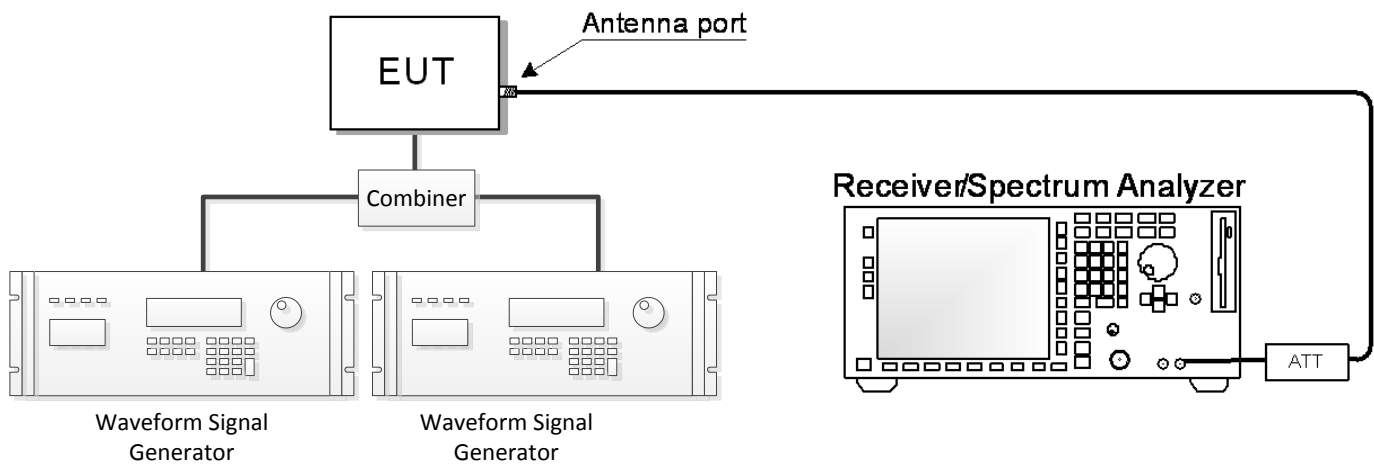 Antenna port
EUT
Combiner
Receiver/Spectrum Analyzer
ATT
Waveform Signal
Generator
Waveform Signal
Generator